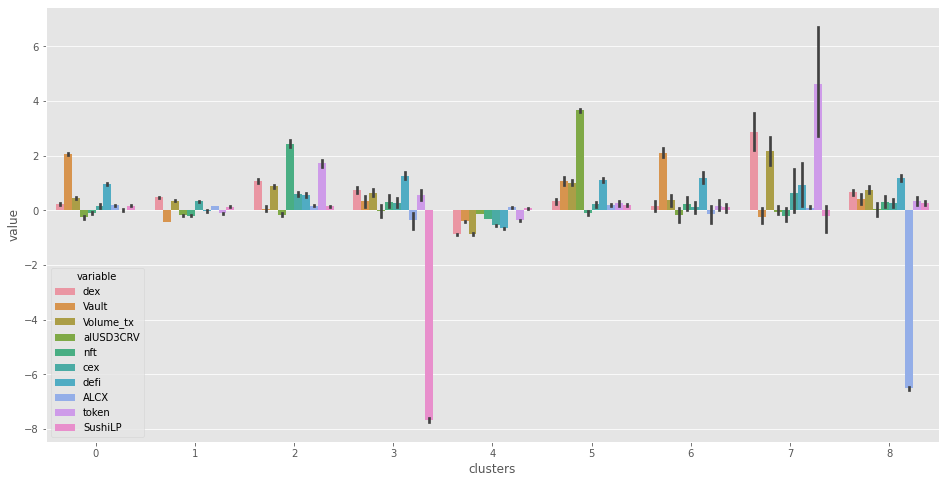 6
4
2
0
−2
−4
−6
−8
value
variable
dex
Vault
Volume_tx
alUSD3CRV
nft
cex
defi
ALCX
token
SushiLP
0 1 2 3 4 5 6 7 8
clusters